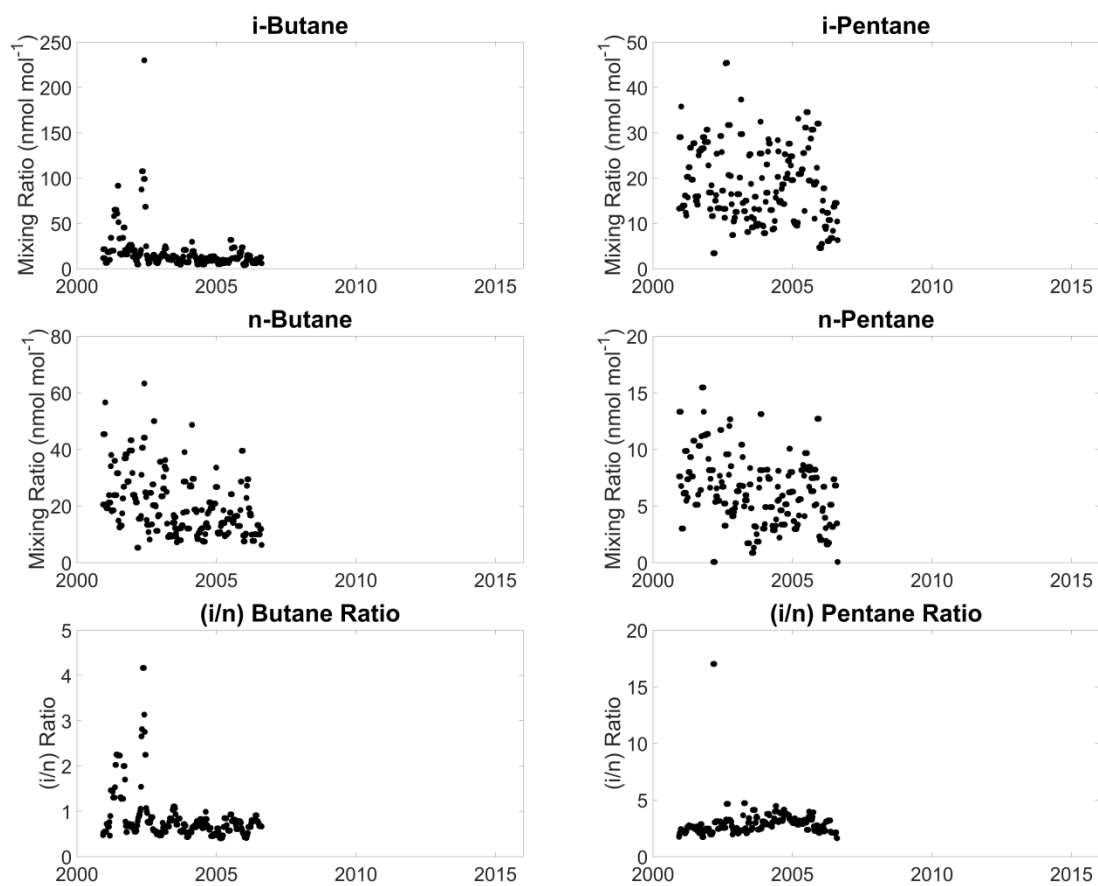 i-Butane
Mixing Ratio (nmol mol⁻¹)
250
200
150
100
50
0
2000 2005 2010 2015
i-Pentane
Mixing Ratio (nmol mol⁻¹)
50
40
30
20
10
0
2000 2005 2010 2015
n-Butane
Mixing Ratio (nmol mol⁻¹)
80
60
40
20
0
2000 2005 2010 2015
n-Pentane
Mixing Ratio (nmol mol⁻¹)
20
15
10
5
0
2000 2005 2010 2015
(i/n) Butane Ratio
(i/n) Ratio
5
4
3
2
1
0
2000 2005 2010 2015
(i/n) Pentane Ratio
(i/n) Ratio
20
15
10
5
0
2000 2005 2010 2015